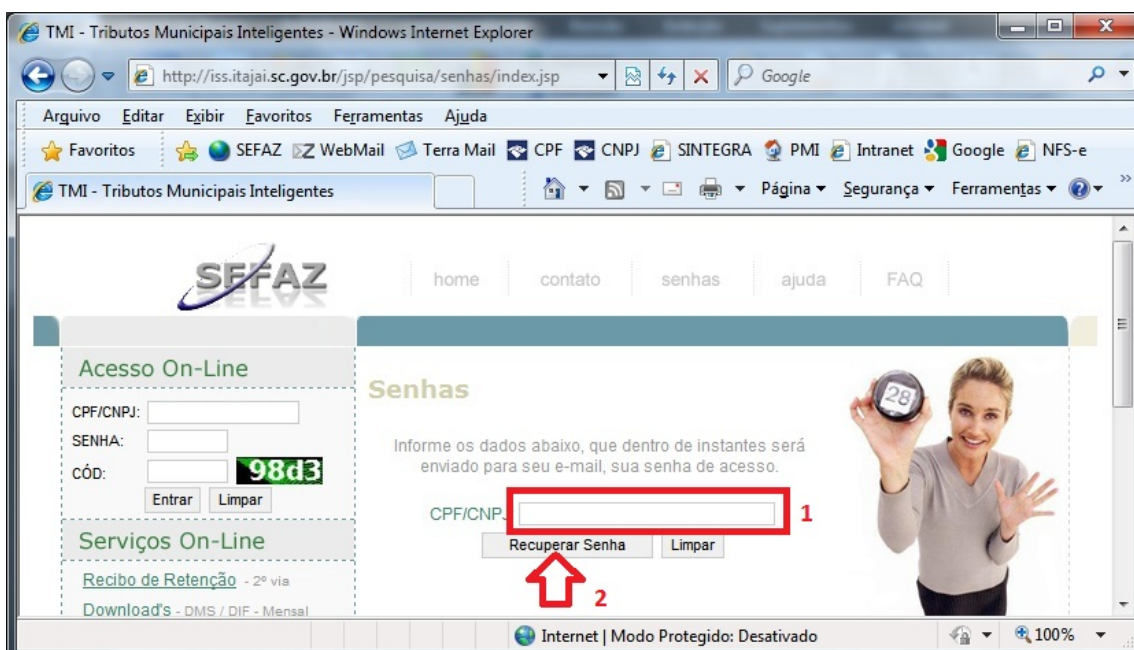 TMI - Tributos Municipais Inteligentes - Windows Internet Explorer
http://iss.itajai.sc.gov.br/jsp/pesquisa/senhas/index.jsp Google
Arquivo Editar Exibir Favoritos Ferramentas Ajuda
Favoritos SEFAZ WebMail Terra Mail CPF CNPJ SINTEGRA PMI Intranet Google NFS-e
TMI - Tributos Municipais Inteligentes Página Segurança Ferramentas
SEFAZ home contato senhas ajuda FAQ
Acesso On-Line
CPF/CNPJ:
SENHA:
CÓD: 98d3
Entrar Limpar
Serviços On-Line
Recibo de Retenção - 2º via
Download's - DMS / DIF - Mensal
Senhas
28
Informe os dados abaixo, que dentro de instantes será
enviado para seu e-mail, sua senha de acesso.
CPF/CNPJ 1
Recuperar Senha Limpar
2
Internet | Modo Protegido: Desativado 100%